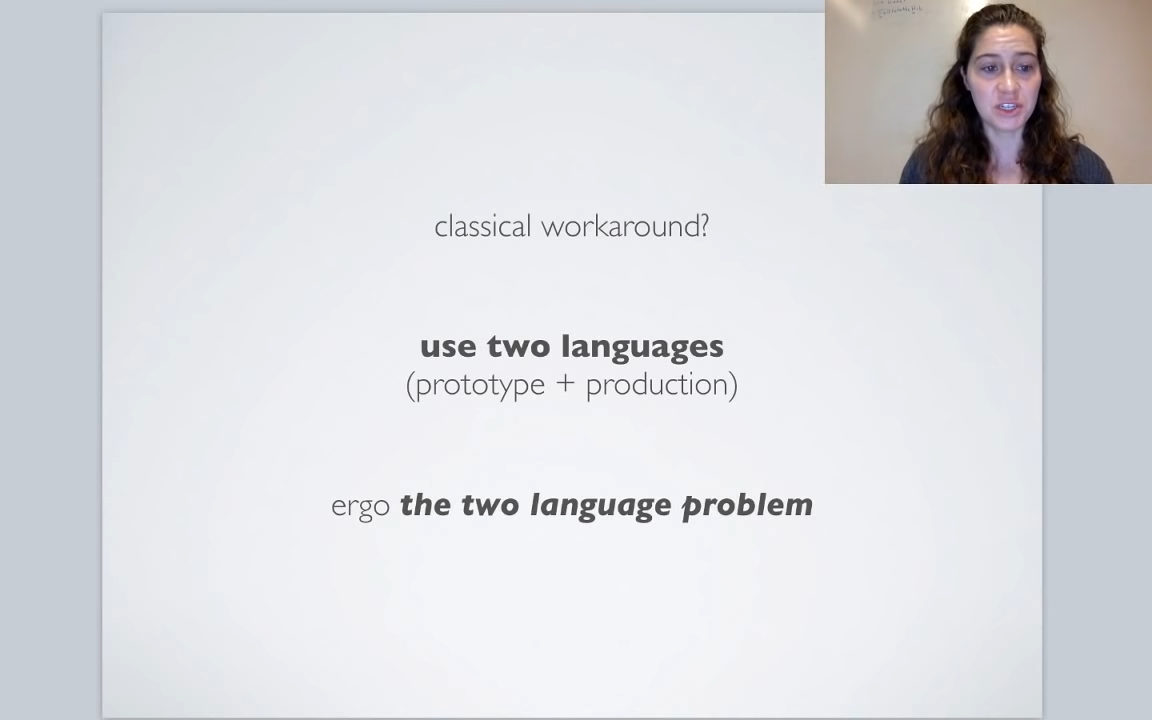 classical workaround?
use two languages
(prototype + production)
ergo the two language problem